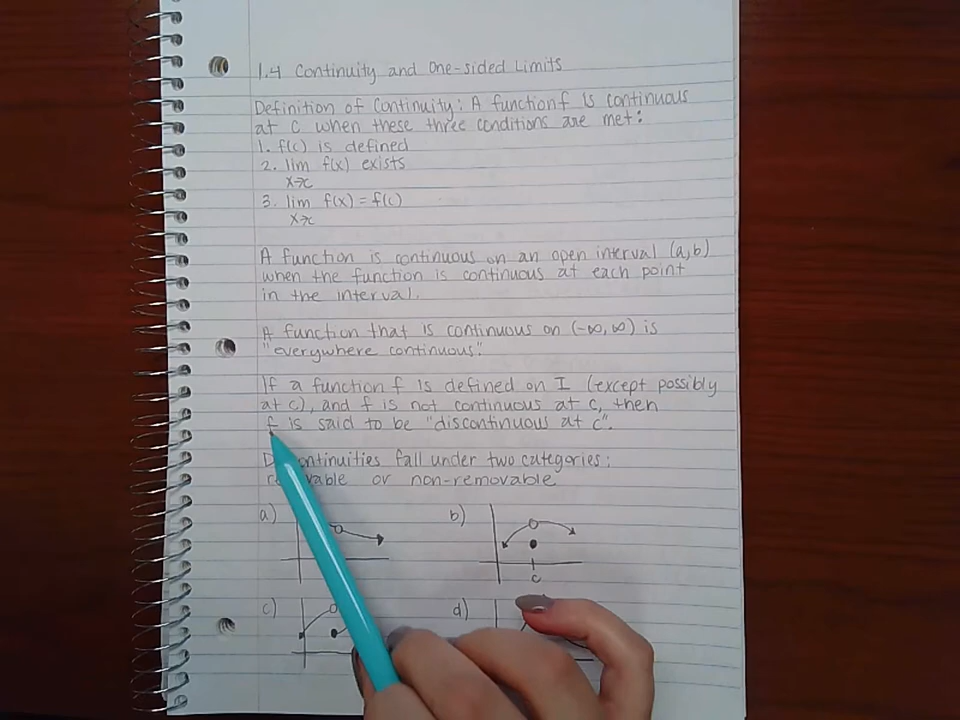 1.4 Continuity and One-sided Limits
Definition of Continuity: A function f is continuous
at c when these three conditions are met:
1. f(c) is defined
2. lim f(x) exists
x→c
3. lim f(x) = f(c)
x→c
A function is continuous on an open interval (a,b)
when the function is continuous at each point
in the interval.
A function that is continuous on (-∞,∞) is
"everywhere continuous".
If a function f is defined on I (except possibly
at c), and f is not continuous at c, then
f is said to be "discontinuous at c".
fall under two categories:
or non-removable
a) b)
c
c) d)